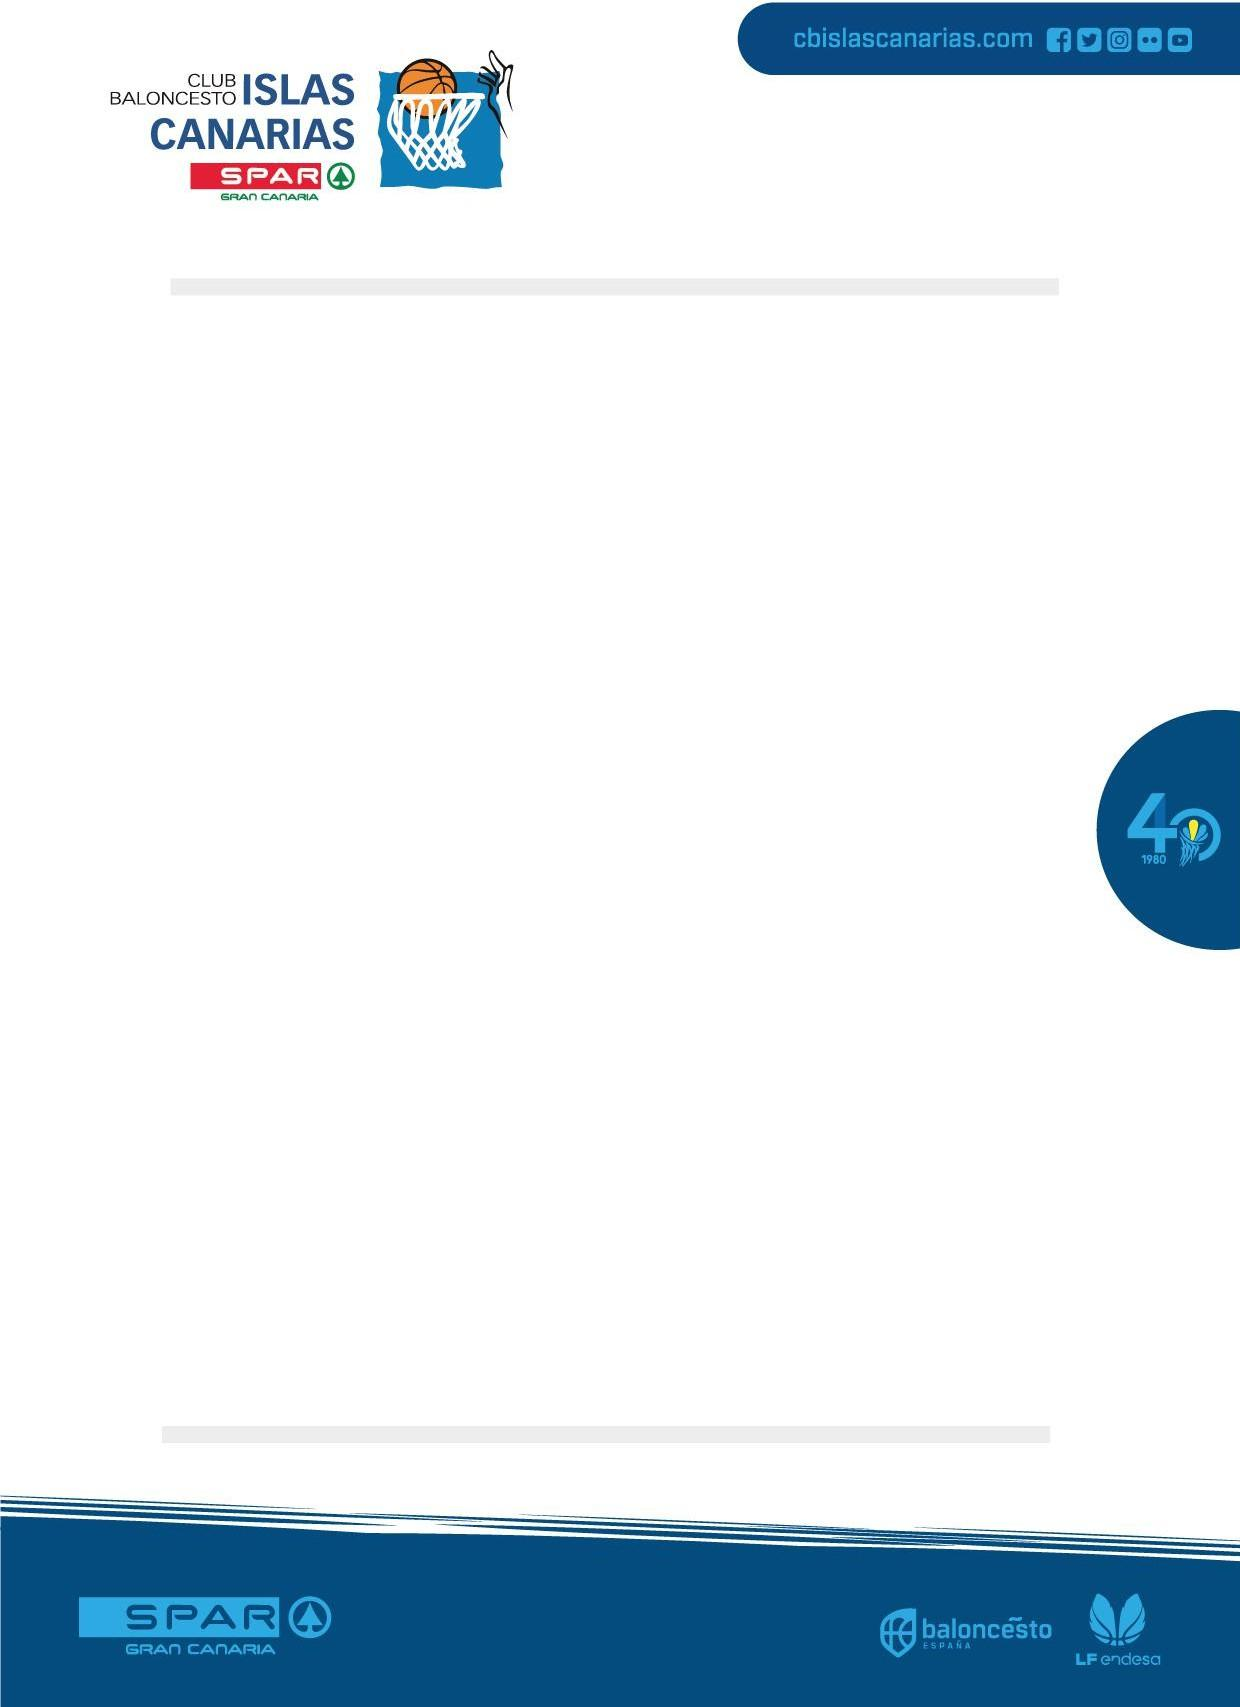 cbislascanarias.com
CLUB
BALONCESTO ISLAS
CANARIAS
SPAR
GRAN CANARIA
40
1980
SPAR
GRAN CANARIA
baloncesto
ESPAÑA
LF endesa